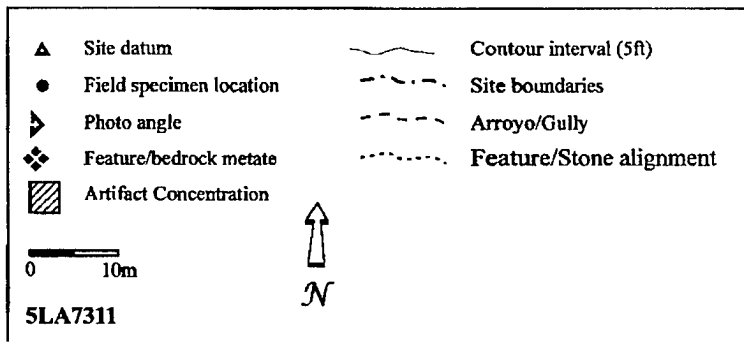 Site datum
Field specimen location
Photo angle
Feature/bedrock metate
Artifact Concentration
Contour interval (5ft)
Site boundaries
Arroyo/Gully
Feature/Stone alignment
0 10m
N
5LA7311